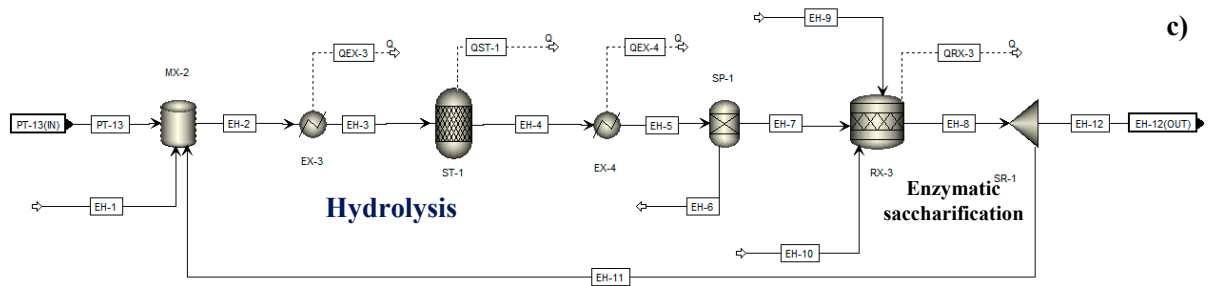 EH-9
c)
QEX-3
Q
QST-1
Q
QEX-4
Q
QRX-3
Q
MX-2
SP-1
PT-13(IN)
PT-13
EH-2
EH-3
EH-4
EH-5
EH-7
EH-8
EH-12
EH-12(OUT)
EX-3
ST-1
EX-4
RX-3
SR-1
EH-1
Hydrolysis
EH-6
Enzymatic
saccharification
EH-10
EH-11